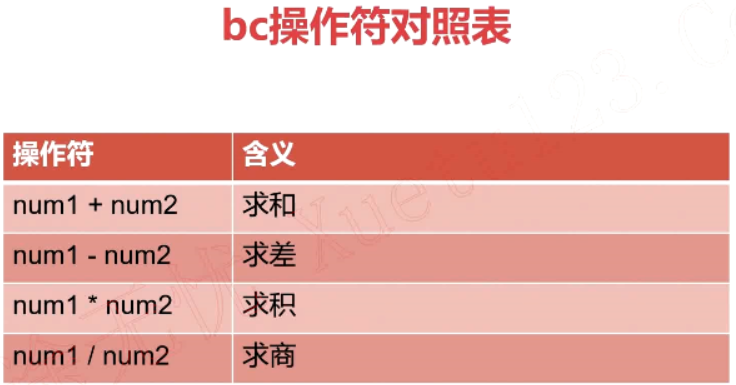 bc操作符对照表
操作符 含义
num1 + num2 求和
num1 - num2 求差
num1 * num2 求积
num1 / num2 求商